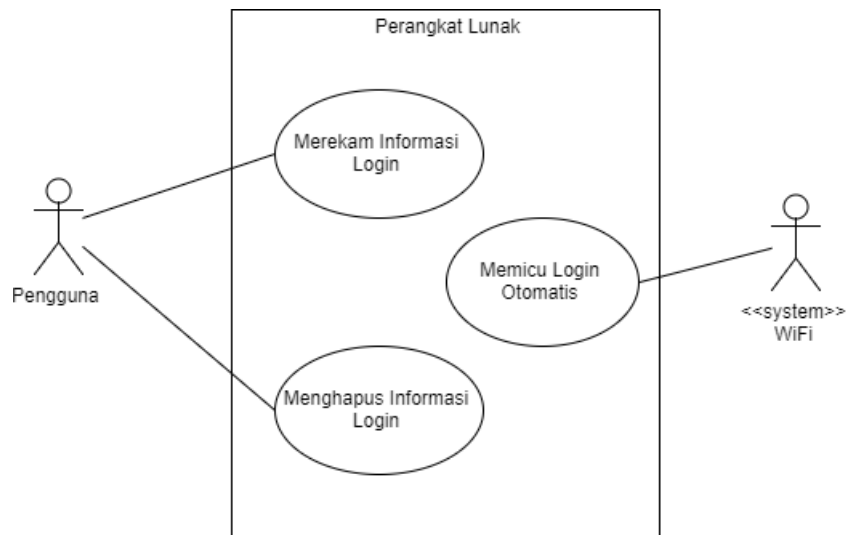 Perangkat Lunak
Merekam Informasi
Login
Memicu Login
Otomatis
Pengguna
<<system>>
WiFi
Menghapus Informasi
Login